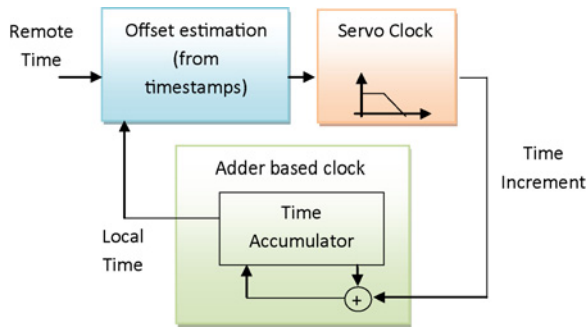 Remote
Time
Offset estimation
(from
timestamps)
Servo Clock
Time
Increment
Adder based clock
Time
Accumulator
Local
Time
+